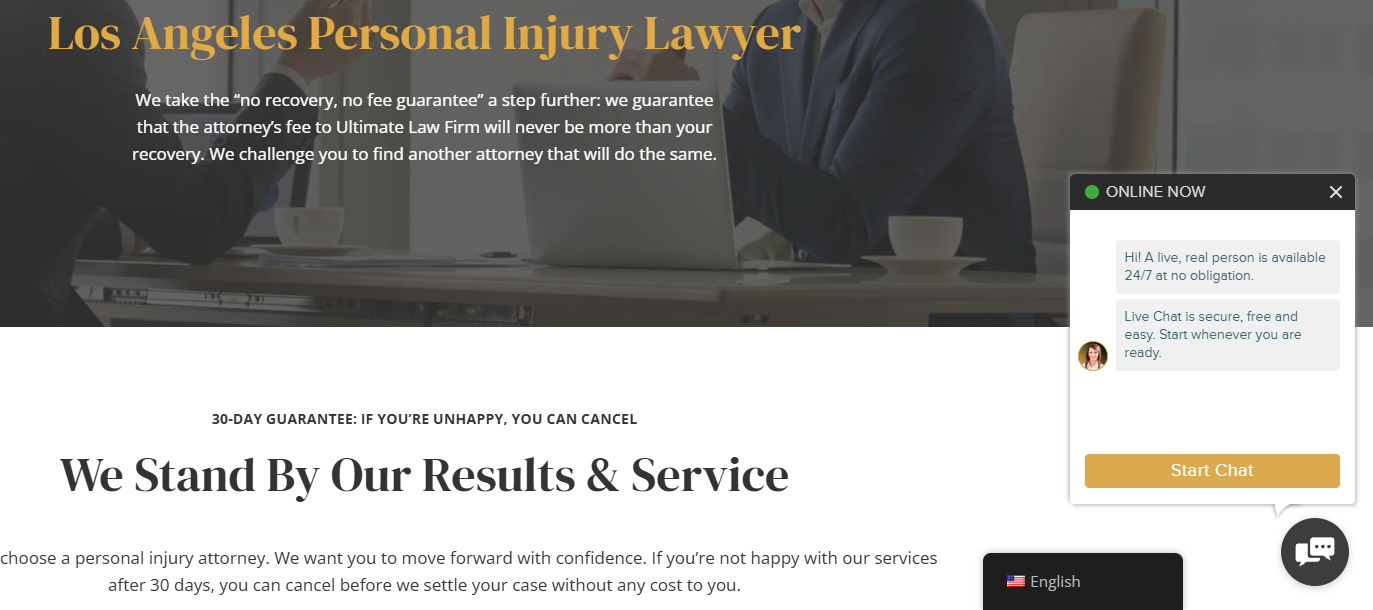 Los Angeles Personal Injury Lawyer
We take the “no recovery, no fee guarantee” a step further: we guarantee
that the attorney’s fee to Ultimate Law Firm will never be more than your
recovery. We challenge you to find another attorney that will do the same.
ONLINE NOW
Hi! A live, real person is available
24/7 at no obligation.
Live Chat is secure, free and
easy. Start whenever you are
ready.
Start Chat
30-DAY GUARANTEE: IF YOU’RE UNHAPPY, YOU CAN CANCEL
We Stand By Our Results & Service
choose a personal injury attorney. We want you to move forward with confidence. If you’re not happy with our services
after 30 days, you can cancel before we settle your case without any cost to you.
English